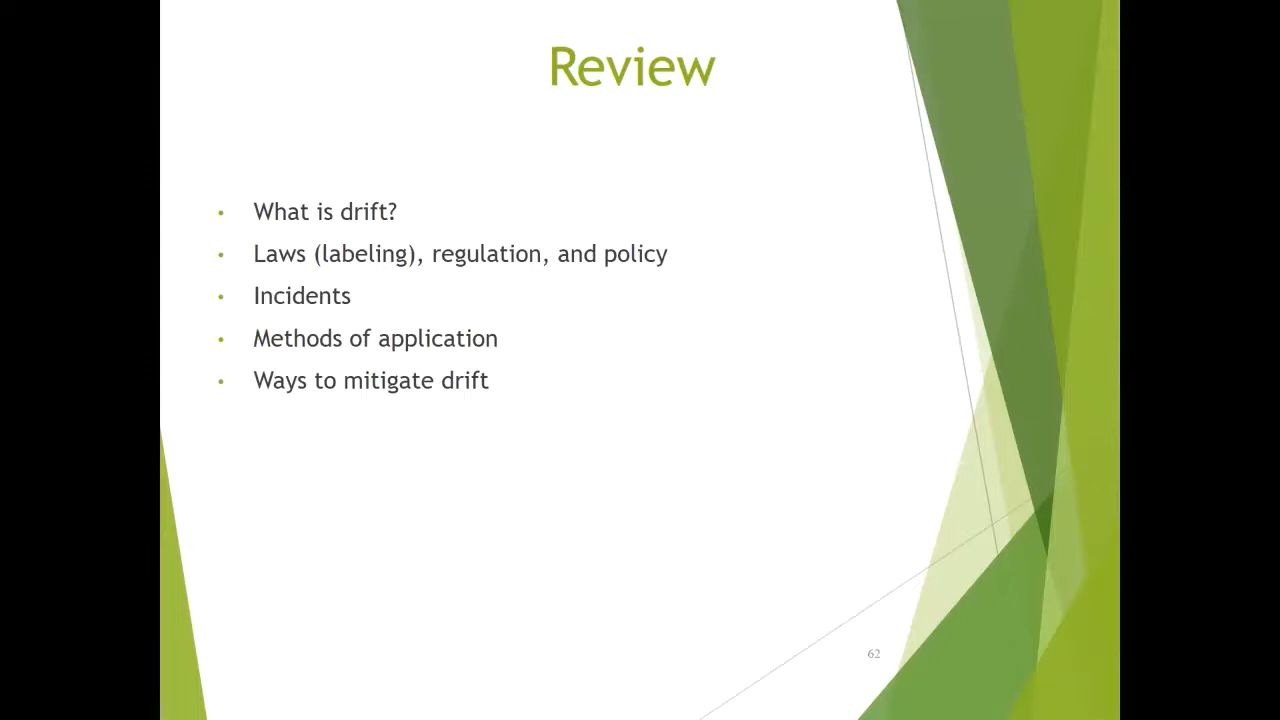 Review
• What is drift?
• Laws (labeling), regulation, and policy
• Incidents
• Methods of application
• Ways to mitigate drift
62